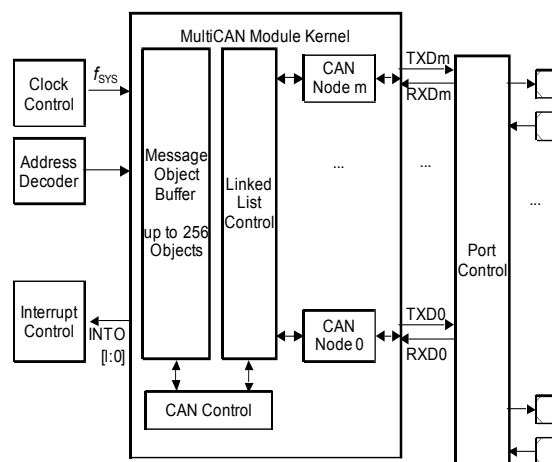 MultiCAN Module Kernel
Clock
Control
fSYS
Address
Decoder
Interrupt
Control
INTO
[I:0]
Message
Object
Buffer
up to 256
Objects
Linked
List
Control
CAN Control
CAN
Node m
...
CAN
Node 0
TXDm
RXDm
...
TXD0
RXD0
Port
Control
...